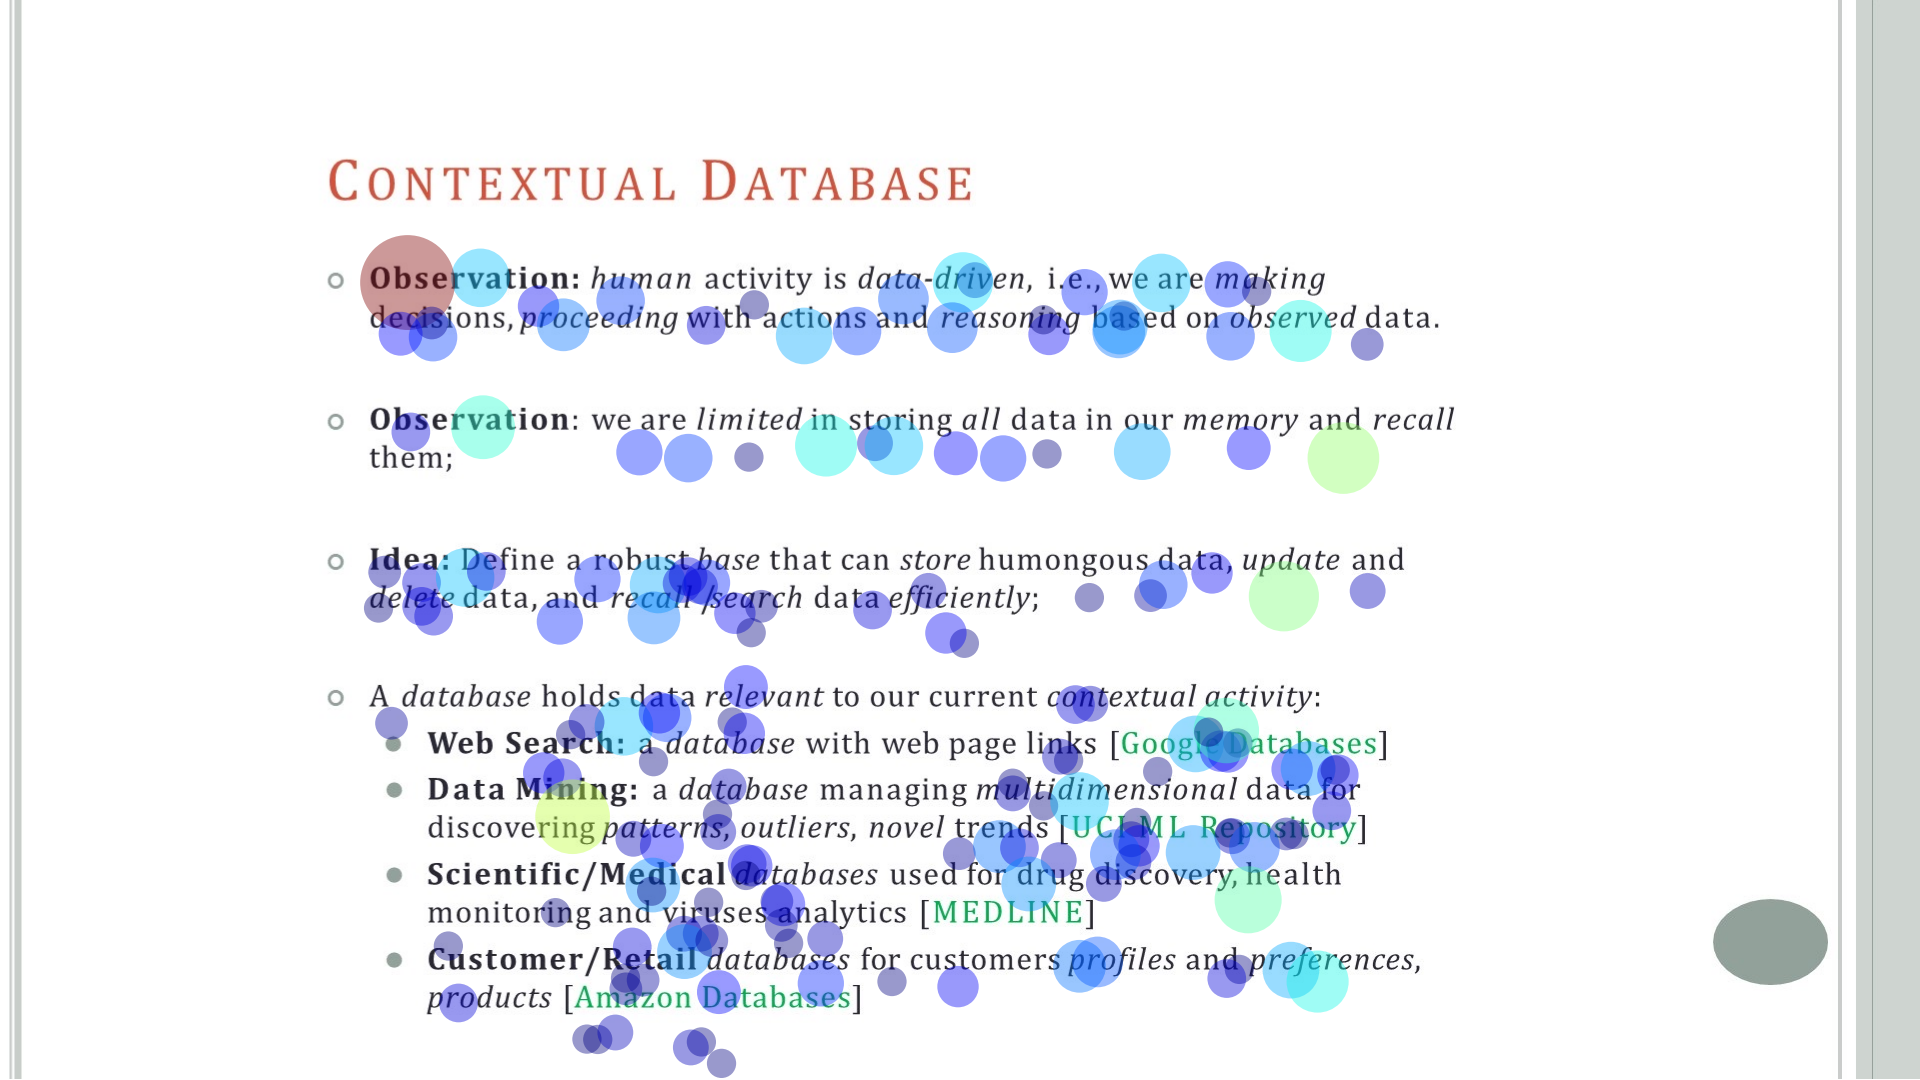 CONTEXTUAL DATABASE
Observation: human activity is data-driven, i.e., we are making
decisions, proceeding with actions and reasoning based on observed data.
Observation: we are limited in storing all data in our memory and recall
them;
Idea: Define a robust base that can store humongous data, update and
delete data, and recall /search data efficiently;
A database holds data relevant to our current contextual activity:
Web Search: a database with web page links [Google Databases]
Data Mining: a database managing multidimensional data for
discovering patterns, outliers, novel trends [UCI ML Repository]
Scientific/Medical databases used for drug discovery, health
monitoring and viruses analytics [MEDLINE]
Customer/Retail databases for customers profiles and preferences,
products [Amazon Databases]